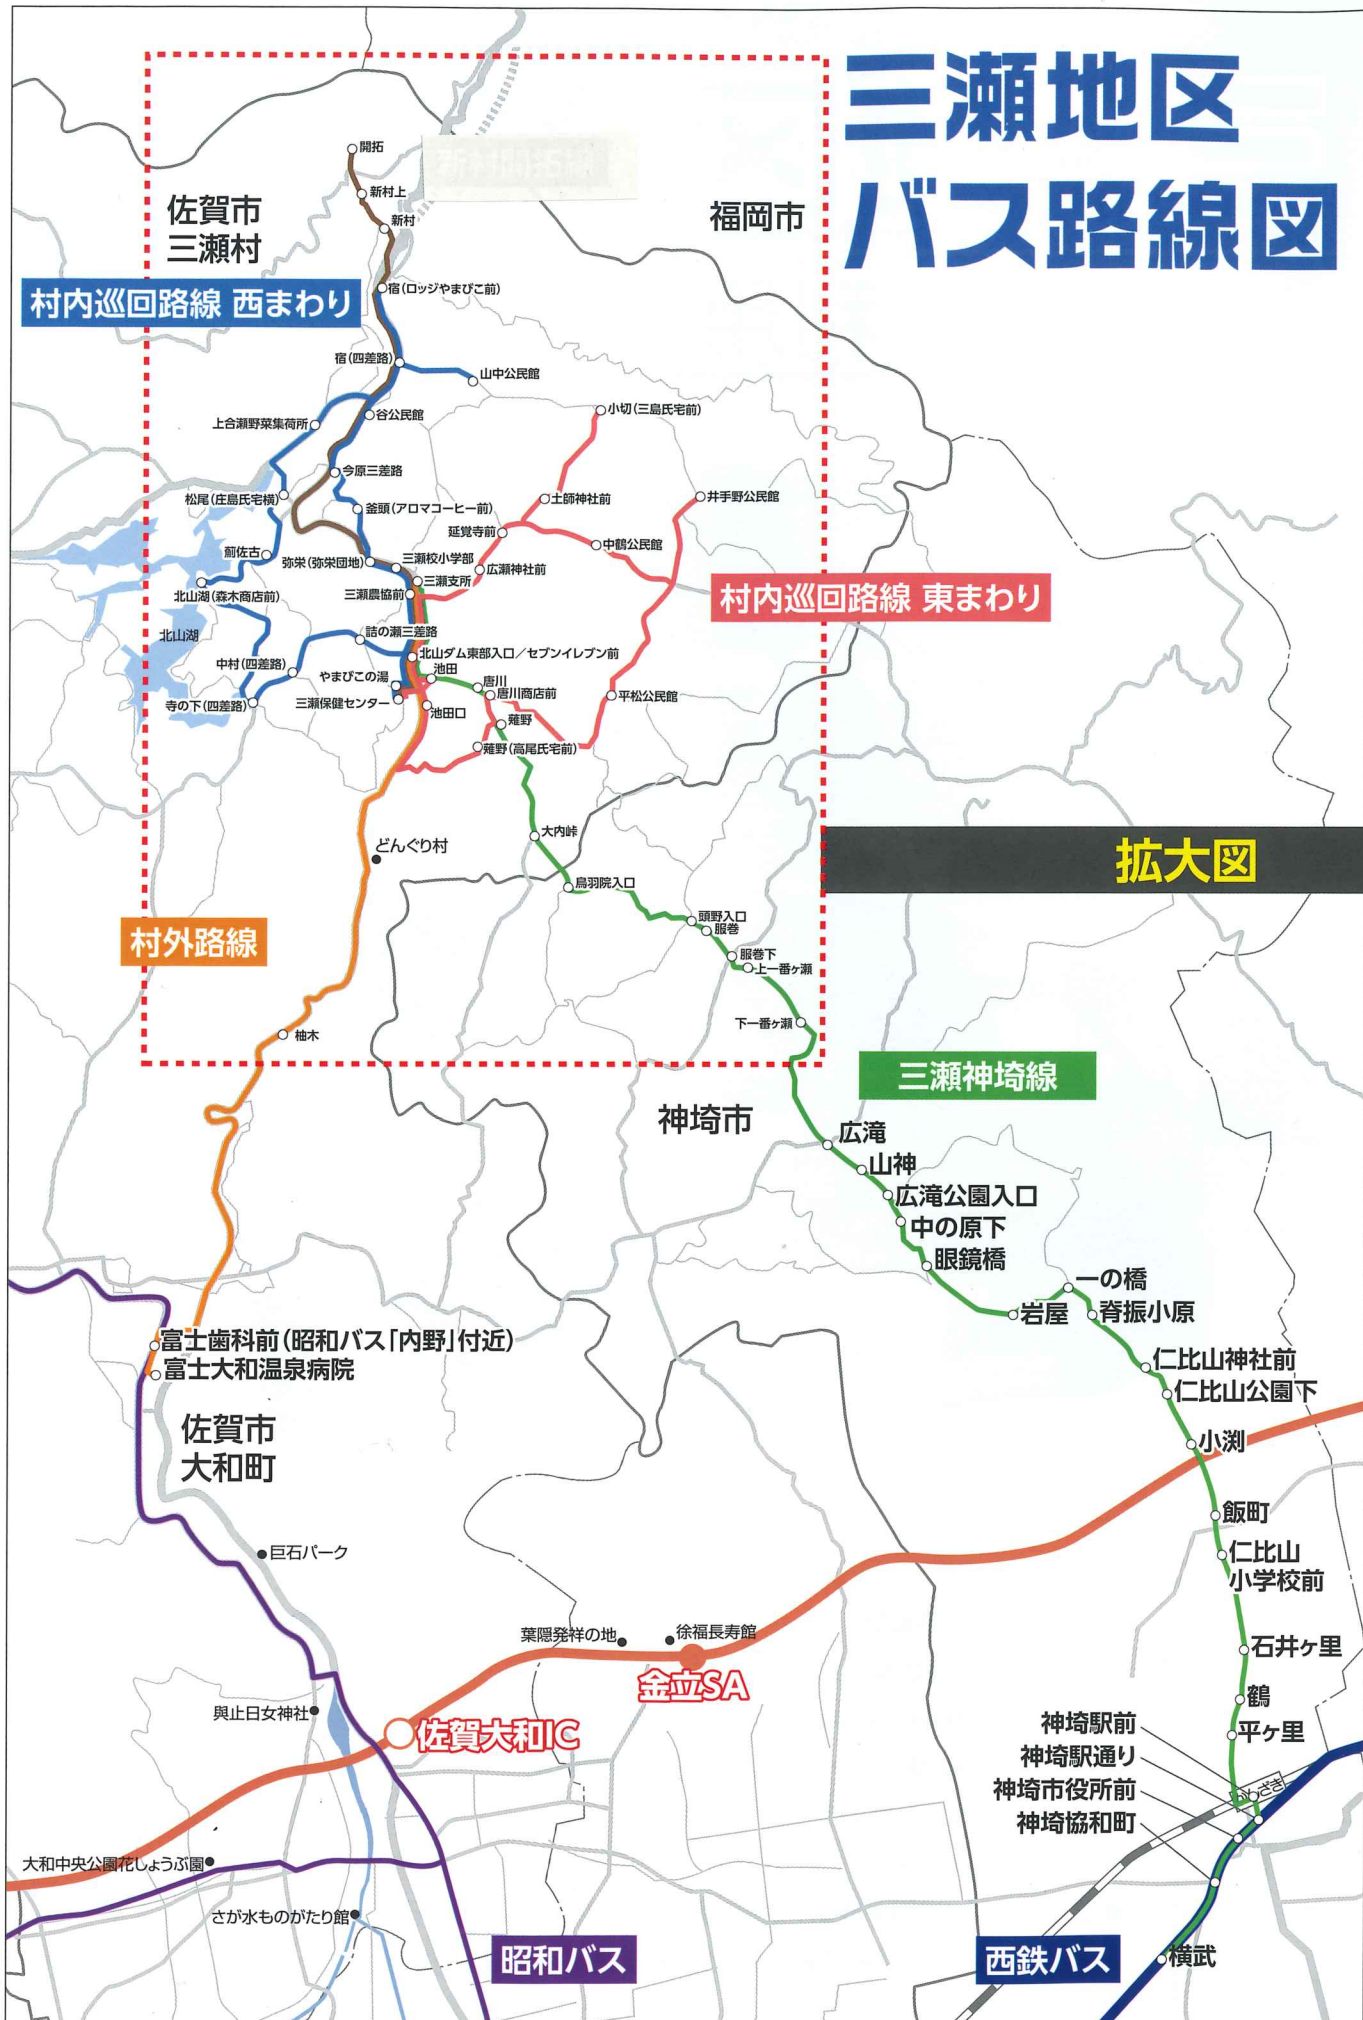 三瀬地区
バス路線図
開拓
新村上
新村
佐賀市
三瀬村
福岡市
村内巡回路線 西まわり
宿(ロッジやまびこ前)
宿(四差路)
山中公民館
谷公民館
上合瀬野菜集荷所
小切(三島氏宅前)
今原三差路
松尾(庄島氏宅横)
釜頭(アロマコーヒー前)
土師神社前
井手野公民館
延覚寺前
中鶴公民館
弥栄(弥栄団地)
三瀬校小学部
広瀬神社前
三瀬支所
三瀬農協前
北山湖(森木商店前)
村内巡回路線 東まわり
北山湖
詰の瀬三差路
北山ダム東部入口/セブンイレブン前
中村(四差路)
池田
やまびこの湯
唐川
唐川商店前
平松公民館
三瀬保健センター
寺の下(四差路)
池田口
薙野
薙野(高尾氏宅前)
大内峠
どんぐり村
拡大図
鳥羽院入口
頭野入口
服巻
村外路線
服巻下
上一番ヶ瀬
下一番ヶ瀬
柚木
三瀬神埼線
神埼市
広滝
山神
広滝公園入口
中の原下
眼鏡橋
一の橋
岩屋
脊振小原
富士歯科前(昭和バス「内野」付近)
富士大和温泉病院
仁比山神社前
仁比山公園下
佐賀市
大和町
小渕
飯町
巨石パーク
仁比山
小学校前
葉隠発祥の地
徐福長寿館
石井ヶ里
金立SA
鶴
與止日女神社
佐賀大和IC
神埼駅前
平ヶ里
神埼駅通り
神埼市役所前
神埼協和町
大和中央公園花しょうぶ園
さが水ものがたり館
昭和バス
西鉄バス
横武